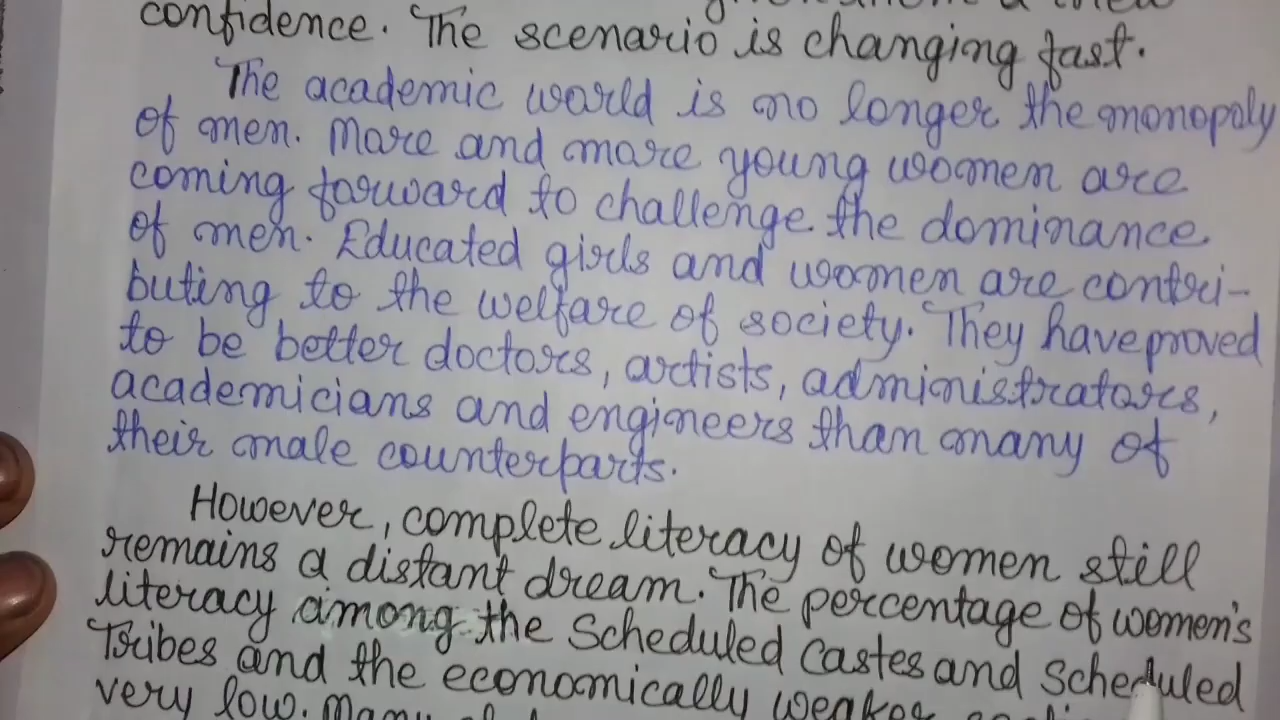 confidence. The scenario is changing fast.
The academic world is no longer the monopoly
of men. More and more young women are
coming forward to challenge the dominance
of men. Educated girls and women are contri-
buting to the welfare of society. They have proved
to be better doctors, artists, administrators,
academicians and engineers than many of
their male counterparts.
However, complete literacy of women still
remains a distant dream. The percentage of women's
literacy among the Scheduled Castes and Scheduled
Tribes and the economically weaker
very low. Many